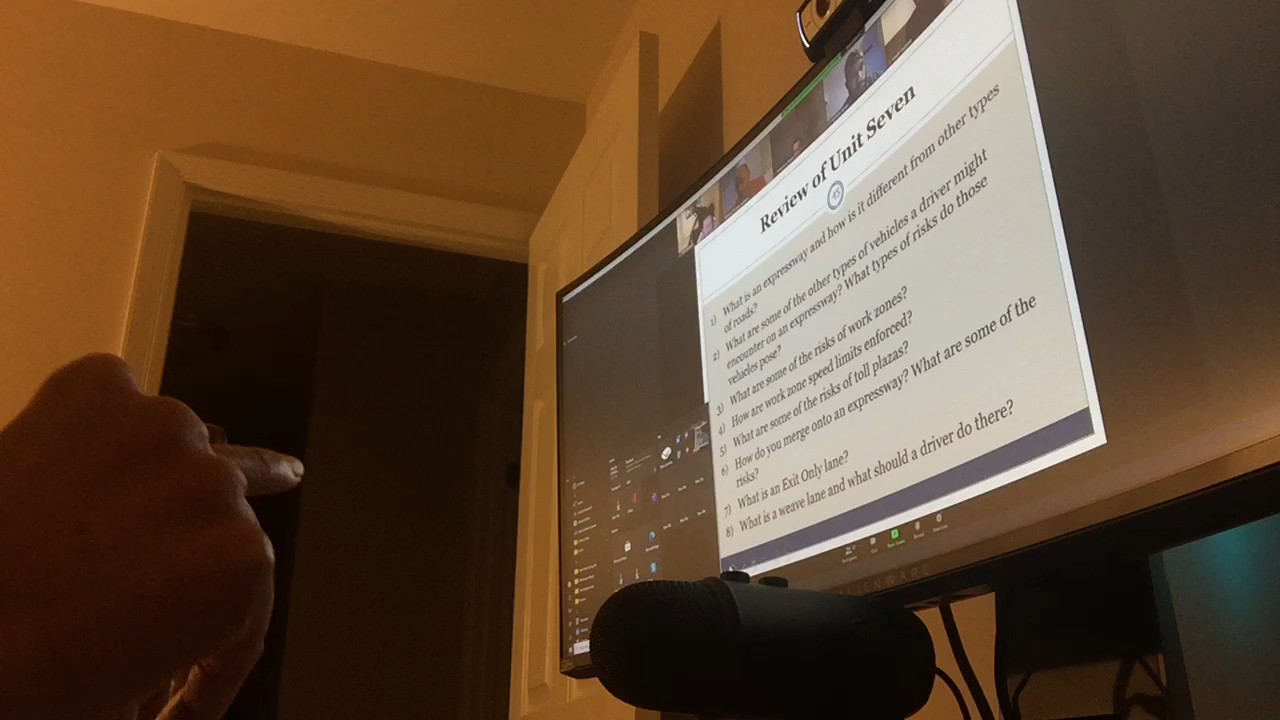 Review of Unit Seven
45
1) What is an expressway and how is it different from other types
of roads?
2) What are some of the other types of vehicles a driver might
encounter on an expressway? What types of risks do those
vehicles pose?
3) What are some of the risks of work zones?
4) How are work zone speed limits enforced?
5) What are some of the risks of toll plazas?
6) How do you merge onto an expressway? What are some of the
risks?
7) What is an Exit Only lane?
8) What is a weave lane and what should a driver do there?
ALIENWARE